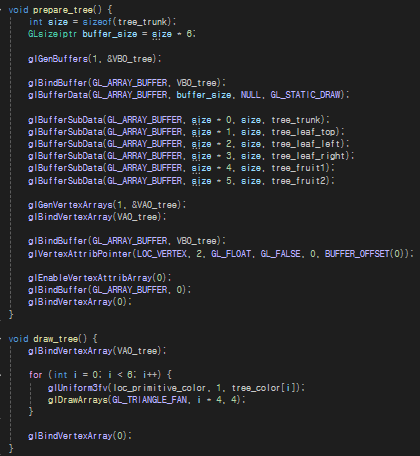 void prepare_tree() {
int size = sizeof(tree_trunk);
GLsizeiptr buffer_size = size * 6;
glGenBuffers(1, &VBO_tree);
glBindBuffer(GL_ARRAY_BUFFER, VBO_tree);
glBufferData(GL_ARRAY_BUFFER, buffer_size, NULL, GL_STATIC_DRAW);
glBufferSubData(GL_ARRAY_BUFFER, size * 0, size, tree_trunk);
glBufferSubData(GL_ARRAY_BUFFER, size * 1, size, tree_leaf_top);
glBufferSubData(GL_ARRAY_BUFFER, size * 2, size, tree_leaf_left);
glBufferSubData(GL_ARRAY_BUFFER, size * 3, size, tree_leaf_right);
glBufferSubData(GL_ARRAY_BUFFER, size * 4, size, tree_fruit1);
glBufferSubData(GL_ARRAY_BUFFER, size * 5, size, tree_fruit2);
glGenVertexArrays(1, &VAO_tree);
glBindVertexArray(VAO_tree);
glBindBuffer(GL_ARRAY_BUFFER, VBO_tree);
glVertexAttribPointer(LOC_VERTEX, 2, GL_FLOAT, GL_FALSE, 0, BUFFER_OFFSET(0));
glEnableVertexAttribArray(0);
glBindBuffer(GL_ARRAY_BUFFER, 0);
glBindVertexArray(0);
}
void draw_tree() {
glBindVertexArray(VAO_tree);
for (int i = 0; i < 6; i++) {
glUniform3fv(loc_primitive_color, 1, tree_color[i]);
glDrawArrays(GL_TRIANGLE_FAN, i * 4, 4);
}
glBindVertexArray(0);
}